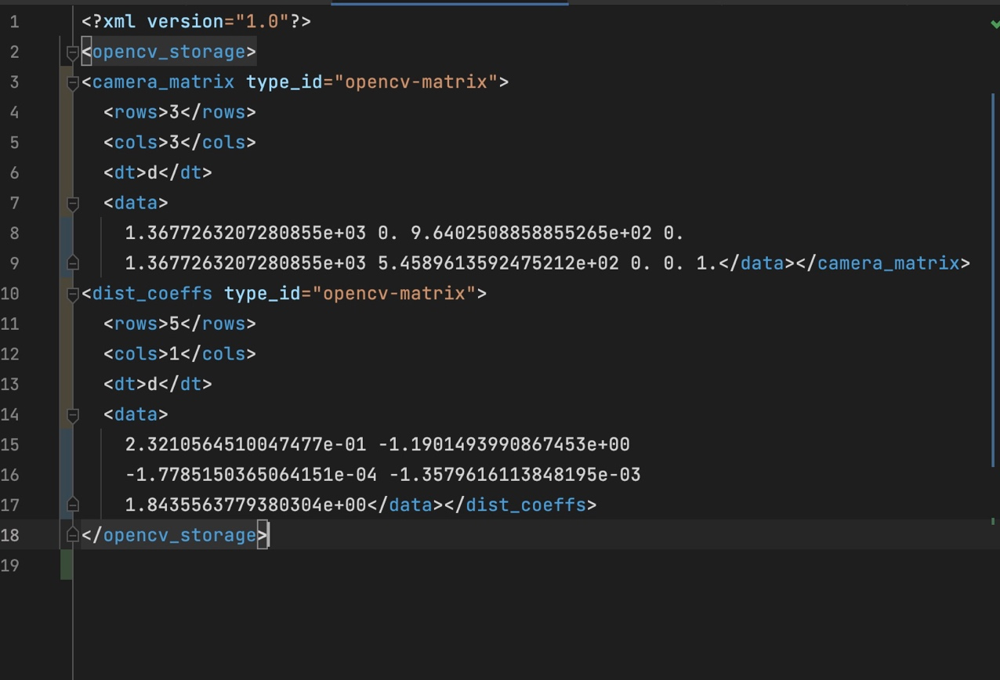 1 <?xml version="1.0"?>
2 <opencv_storage>
3 <camera_matrix type_id="opencv-matrix">
4 <rows>3</rows>
5 <cols>3</cols>
6 <dt>d</dt>
7 <data>
8 1.3677263207280855e+03 0. 9.6402508858855265e+02 0.
9 1.3677263207280855e+03 5.4589613592475212e+02 0. 0. 1.</data></camera_matrix>
10 <dist_coeffs type_id="opencv-matrix">
11 <rows>5</rows>
12 <cols>1</cols>
13 <dt>d</dt>
14 <data>
15 2.3210564510047477e-01 -1.1901493990867453e+00
16 -1.7785150365064151e-04 -1.3579616113848195e-03
17 1.8435563779380304e+00</data></dist_coeffs>
18 </opencv_storage>
19